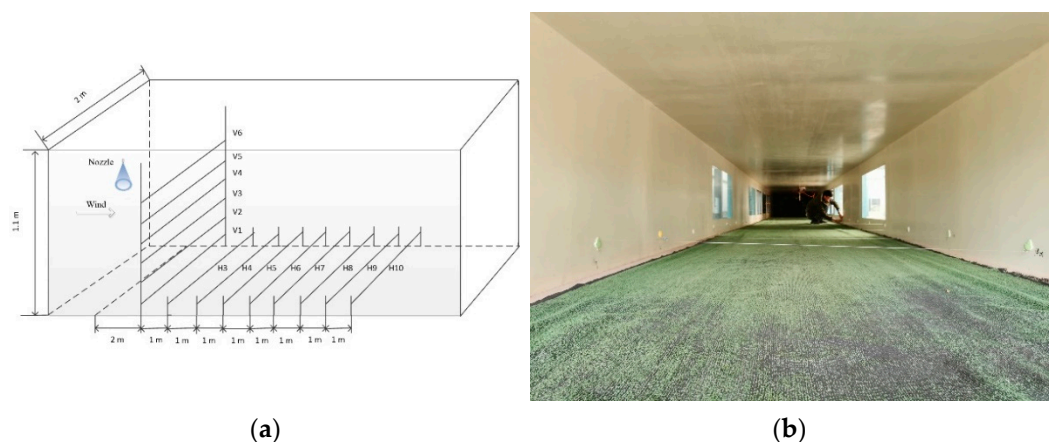 2 m
V6
Nozzle
V5
V4
V3
Wind
V2
1.1 m
V1
H3 H4 H5 H6 H7 H8 H9 H10
2 m 1 m 1 m 1 m 1 m 1 m 1 m 1 m 1 m
(a) (b)